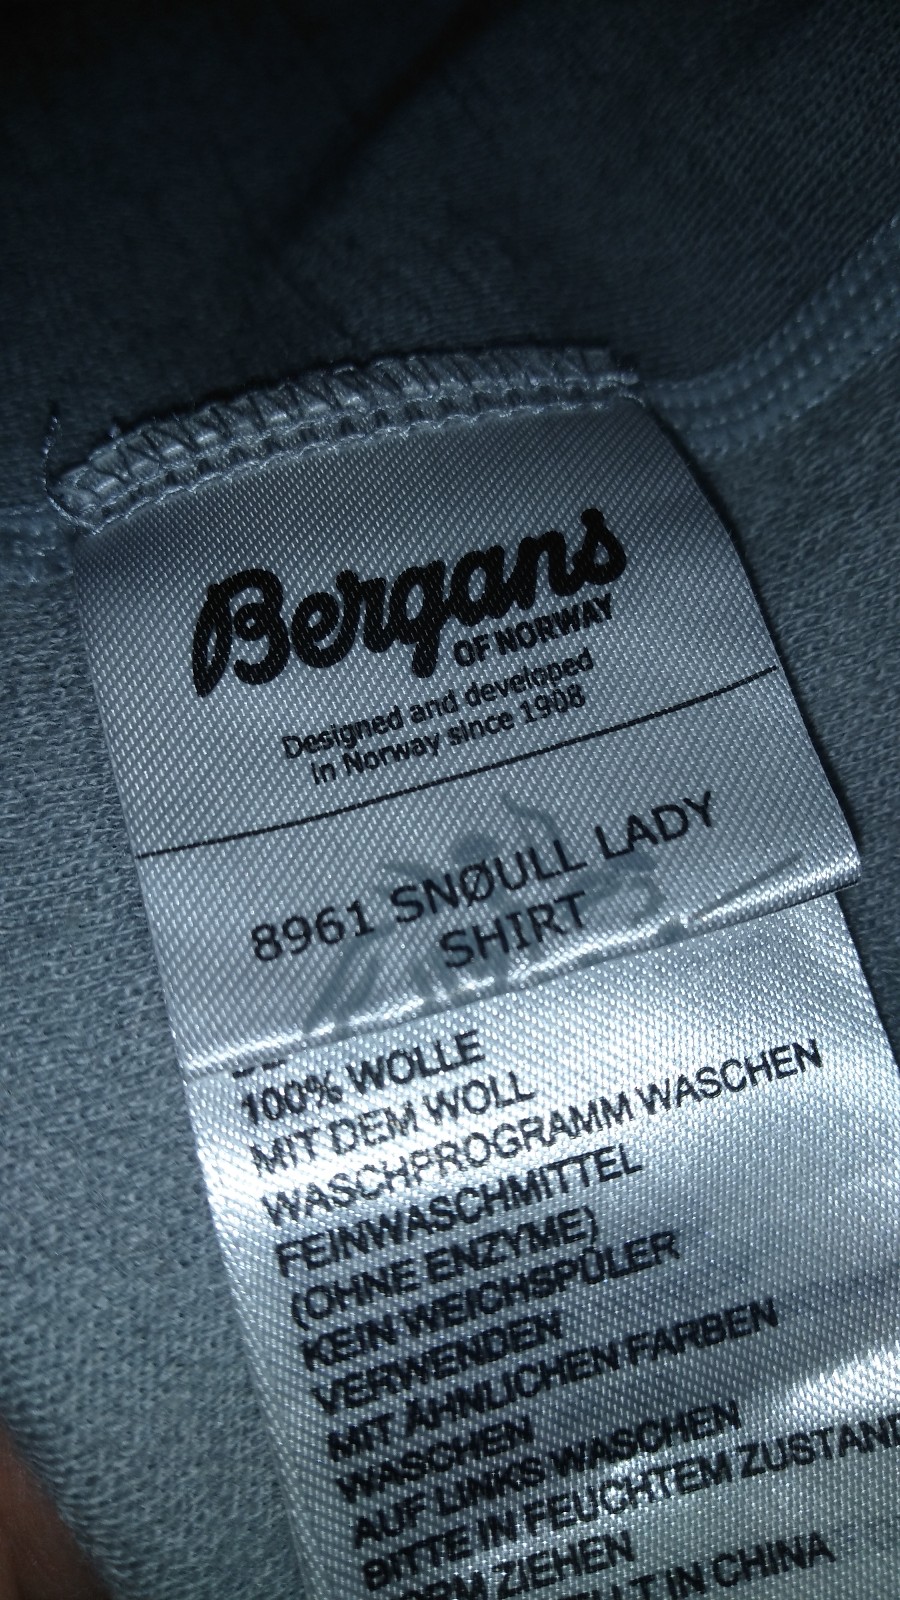 Bergans
OF NORWAY
Designed and developed
in Norway since 1908
8961 SNØULL LADY
SHIRT
100% WOLLE
MIT DEM WOLL
WASCHPROGRAMM WASCHEN
FEINWASCHMITTEL
(OHNE ENZYME)
KEIN WEICHSPÜLER
VERWENDEN
MIT ÄHNLICHEN FARBEN
WASCHEN
AUF LINKS WASCHEN
BITTE IN FEUCHTEM ZUSTAND
ZIEHEN
IN CHINA